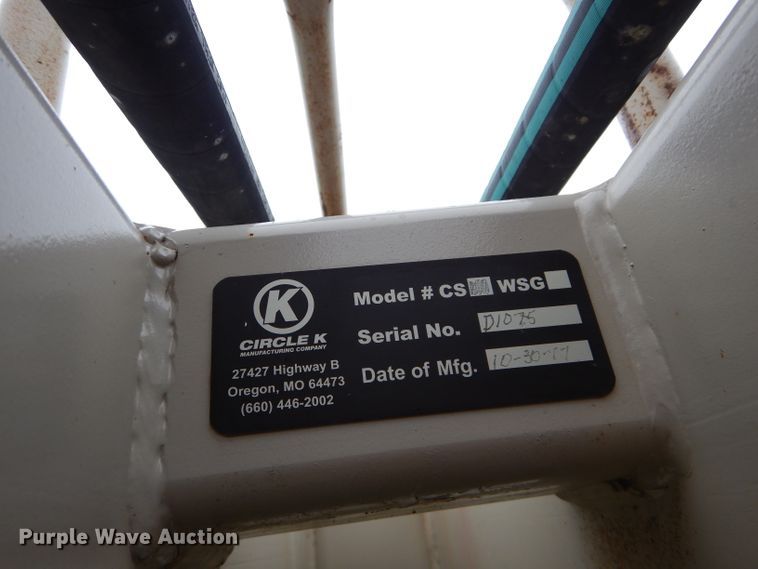 K
CIRCLE K
MANUFACTURING COMPANY
27427 Highway B
Oregon, MO 64473
(660) 446-2002
Model # CS WSG
Serial No. D1075
Date of Mfg. 10-30-17
Purple Wave Auction®